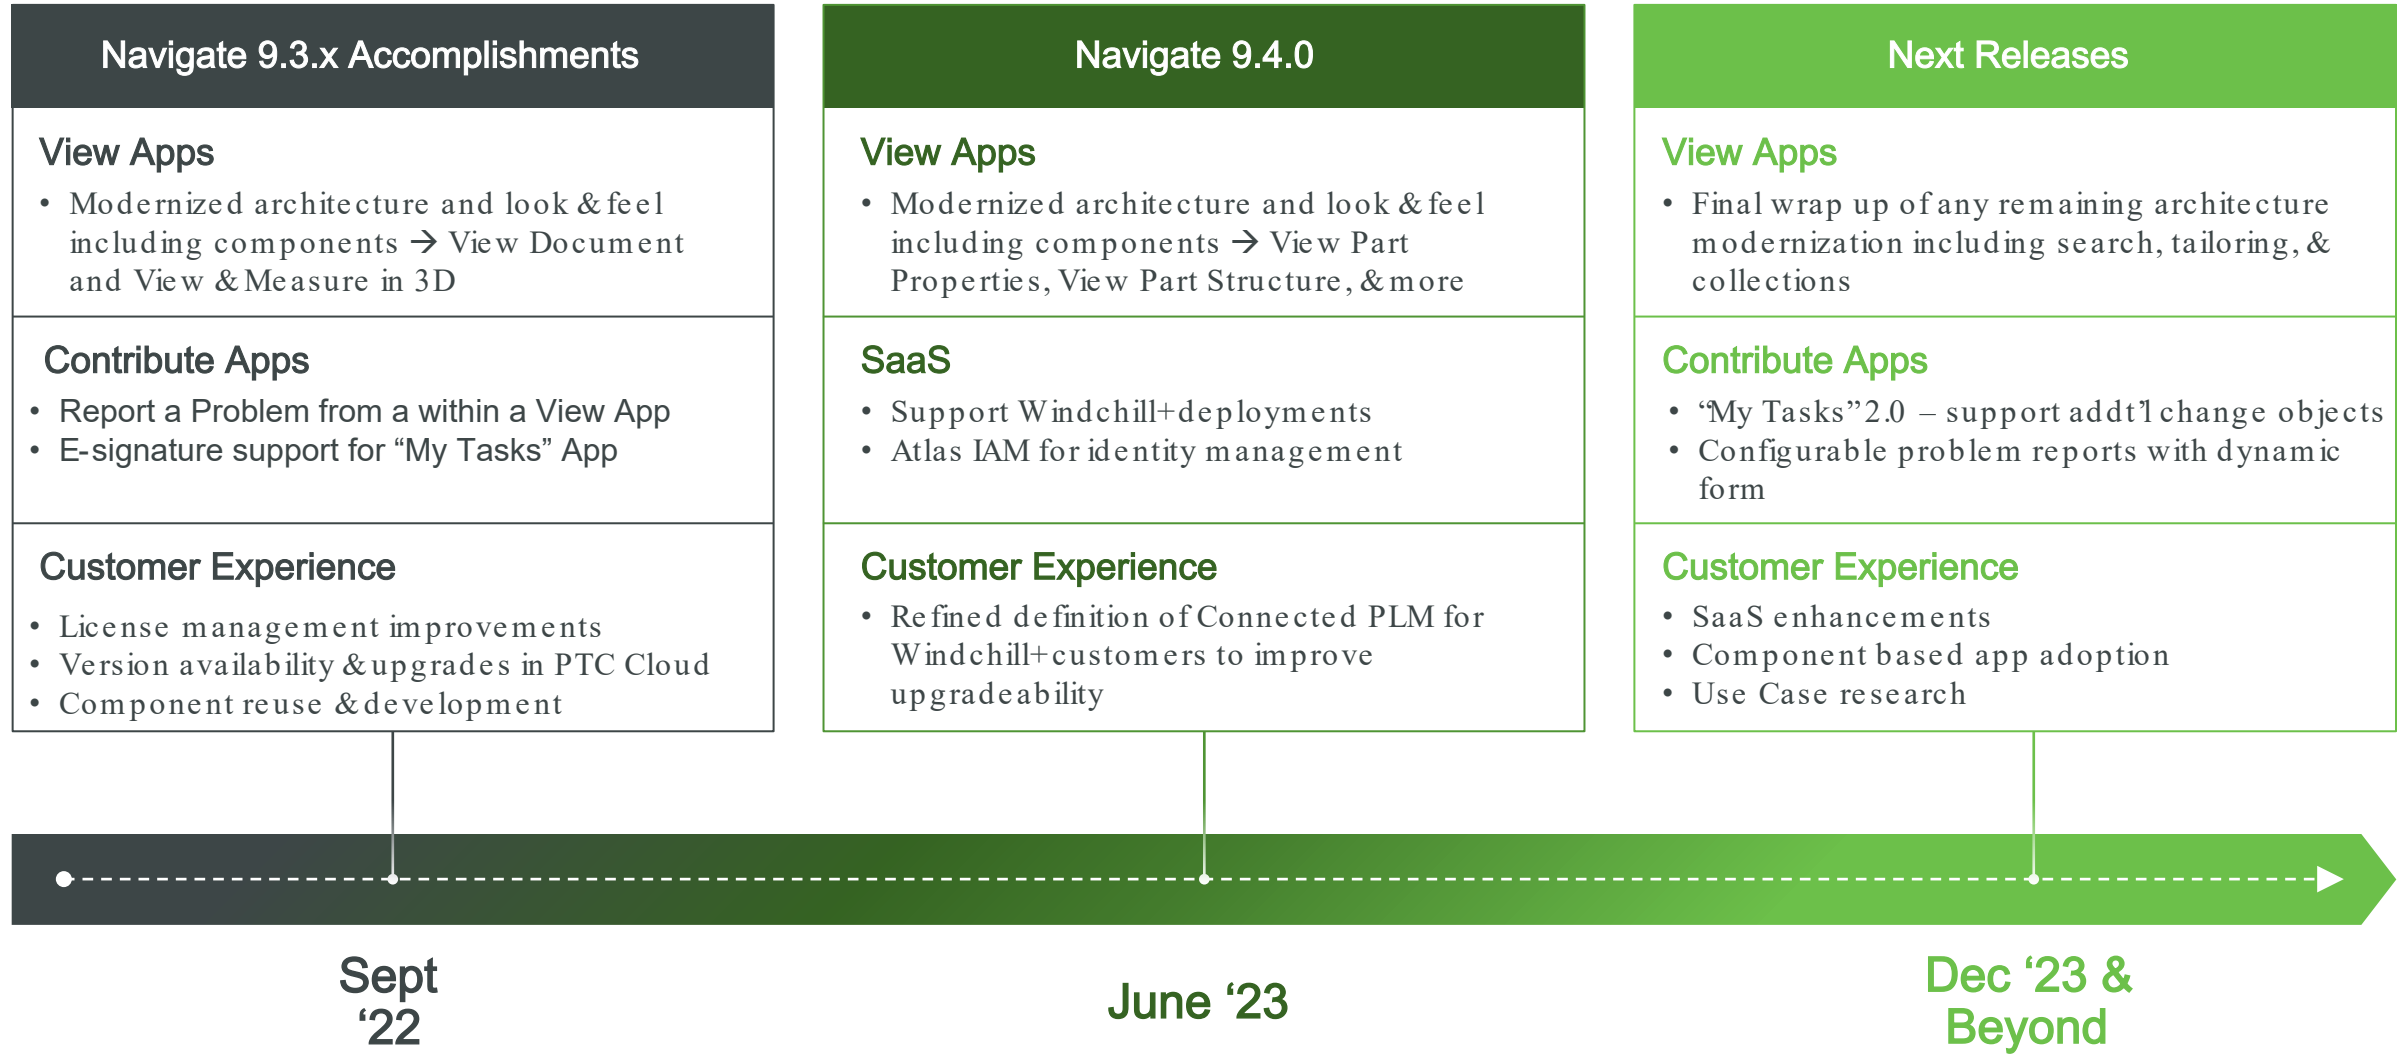 Navigate 9.3.x Accomplishments
View Apps
• Modernized architecture and look & feel
including components → View Document
and View & Measure in 3D
Contribute Apps
• Report a Problem from a within a View App
• E-signature support for “My Tasks” App
Customer Experience
• License management improvements
• Version availability & upgrades in PTC Cloud
• Component reuse & development
Navigate 9.4.0
View Apps
• Modernized architecture and look & feel
including components → View Part
Properties, View Part Structure, & more
SaaS
• Support Windchill+ deployments
• Atlas IAM for identity management
Customer Experience
• Refined definition of Connected PLM for
Windchill+ customers to improve
upgradeability
Next Releases
View Apps
• Final wrap up of any remaining architecture
modernization including search, tailoring, &
collections
Contribute Apps
• “My Tasks” 2.0 – support addt’l change objects
• Configurable problem reports with dynamic
form
Customer Experience
• SaaS enhancements
• Component based app adoption
• Use Case research
Sept
‘22
June ‘23
Dec ‘23 &
Beyond